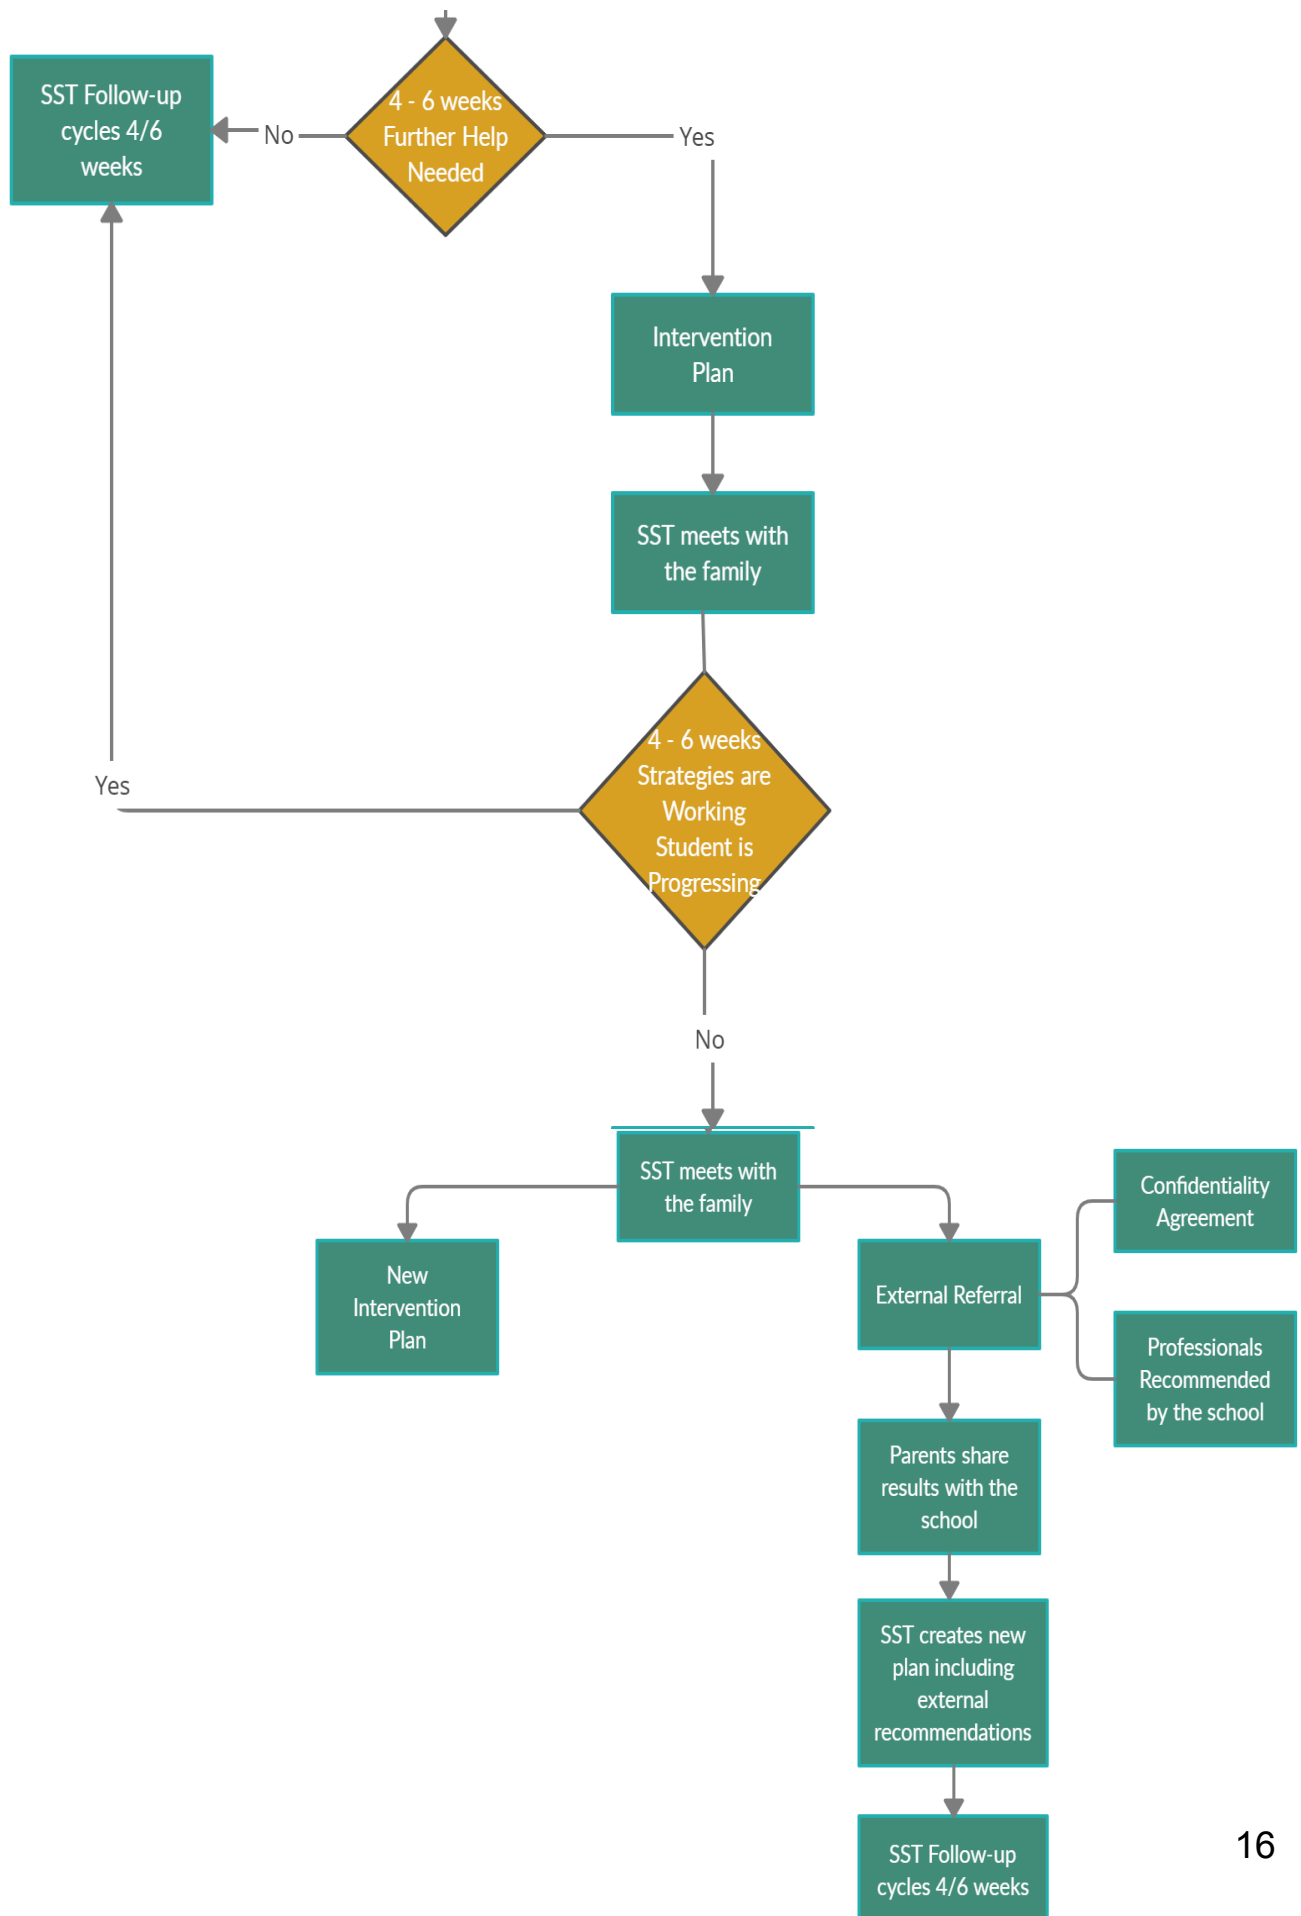 SST Follow-up
cycles 4/6
weeks
No
4 - 6 weeks
Further Help
Needed
Yes
Intervention
Plan
SST meets with
the family
4 - 6 weeks
Strategies are
Working
Student is
Progressing
Yes
No
SST meets with
the family
New
Intervention
Plan
External Referral
Confidentiality
Agreement
Professionals
Recommended
by the school
Parents share
results with the
school
SST creates new
plan including
external
recommendations
SST Follow-up
cycles 4/6 weeks
16